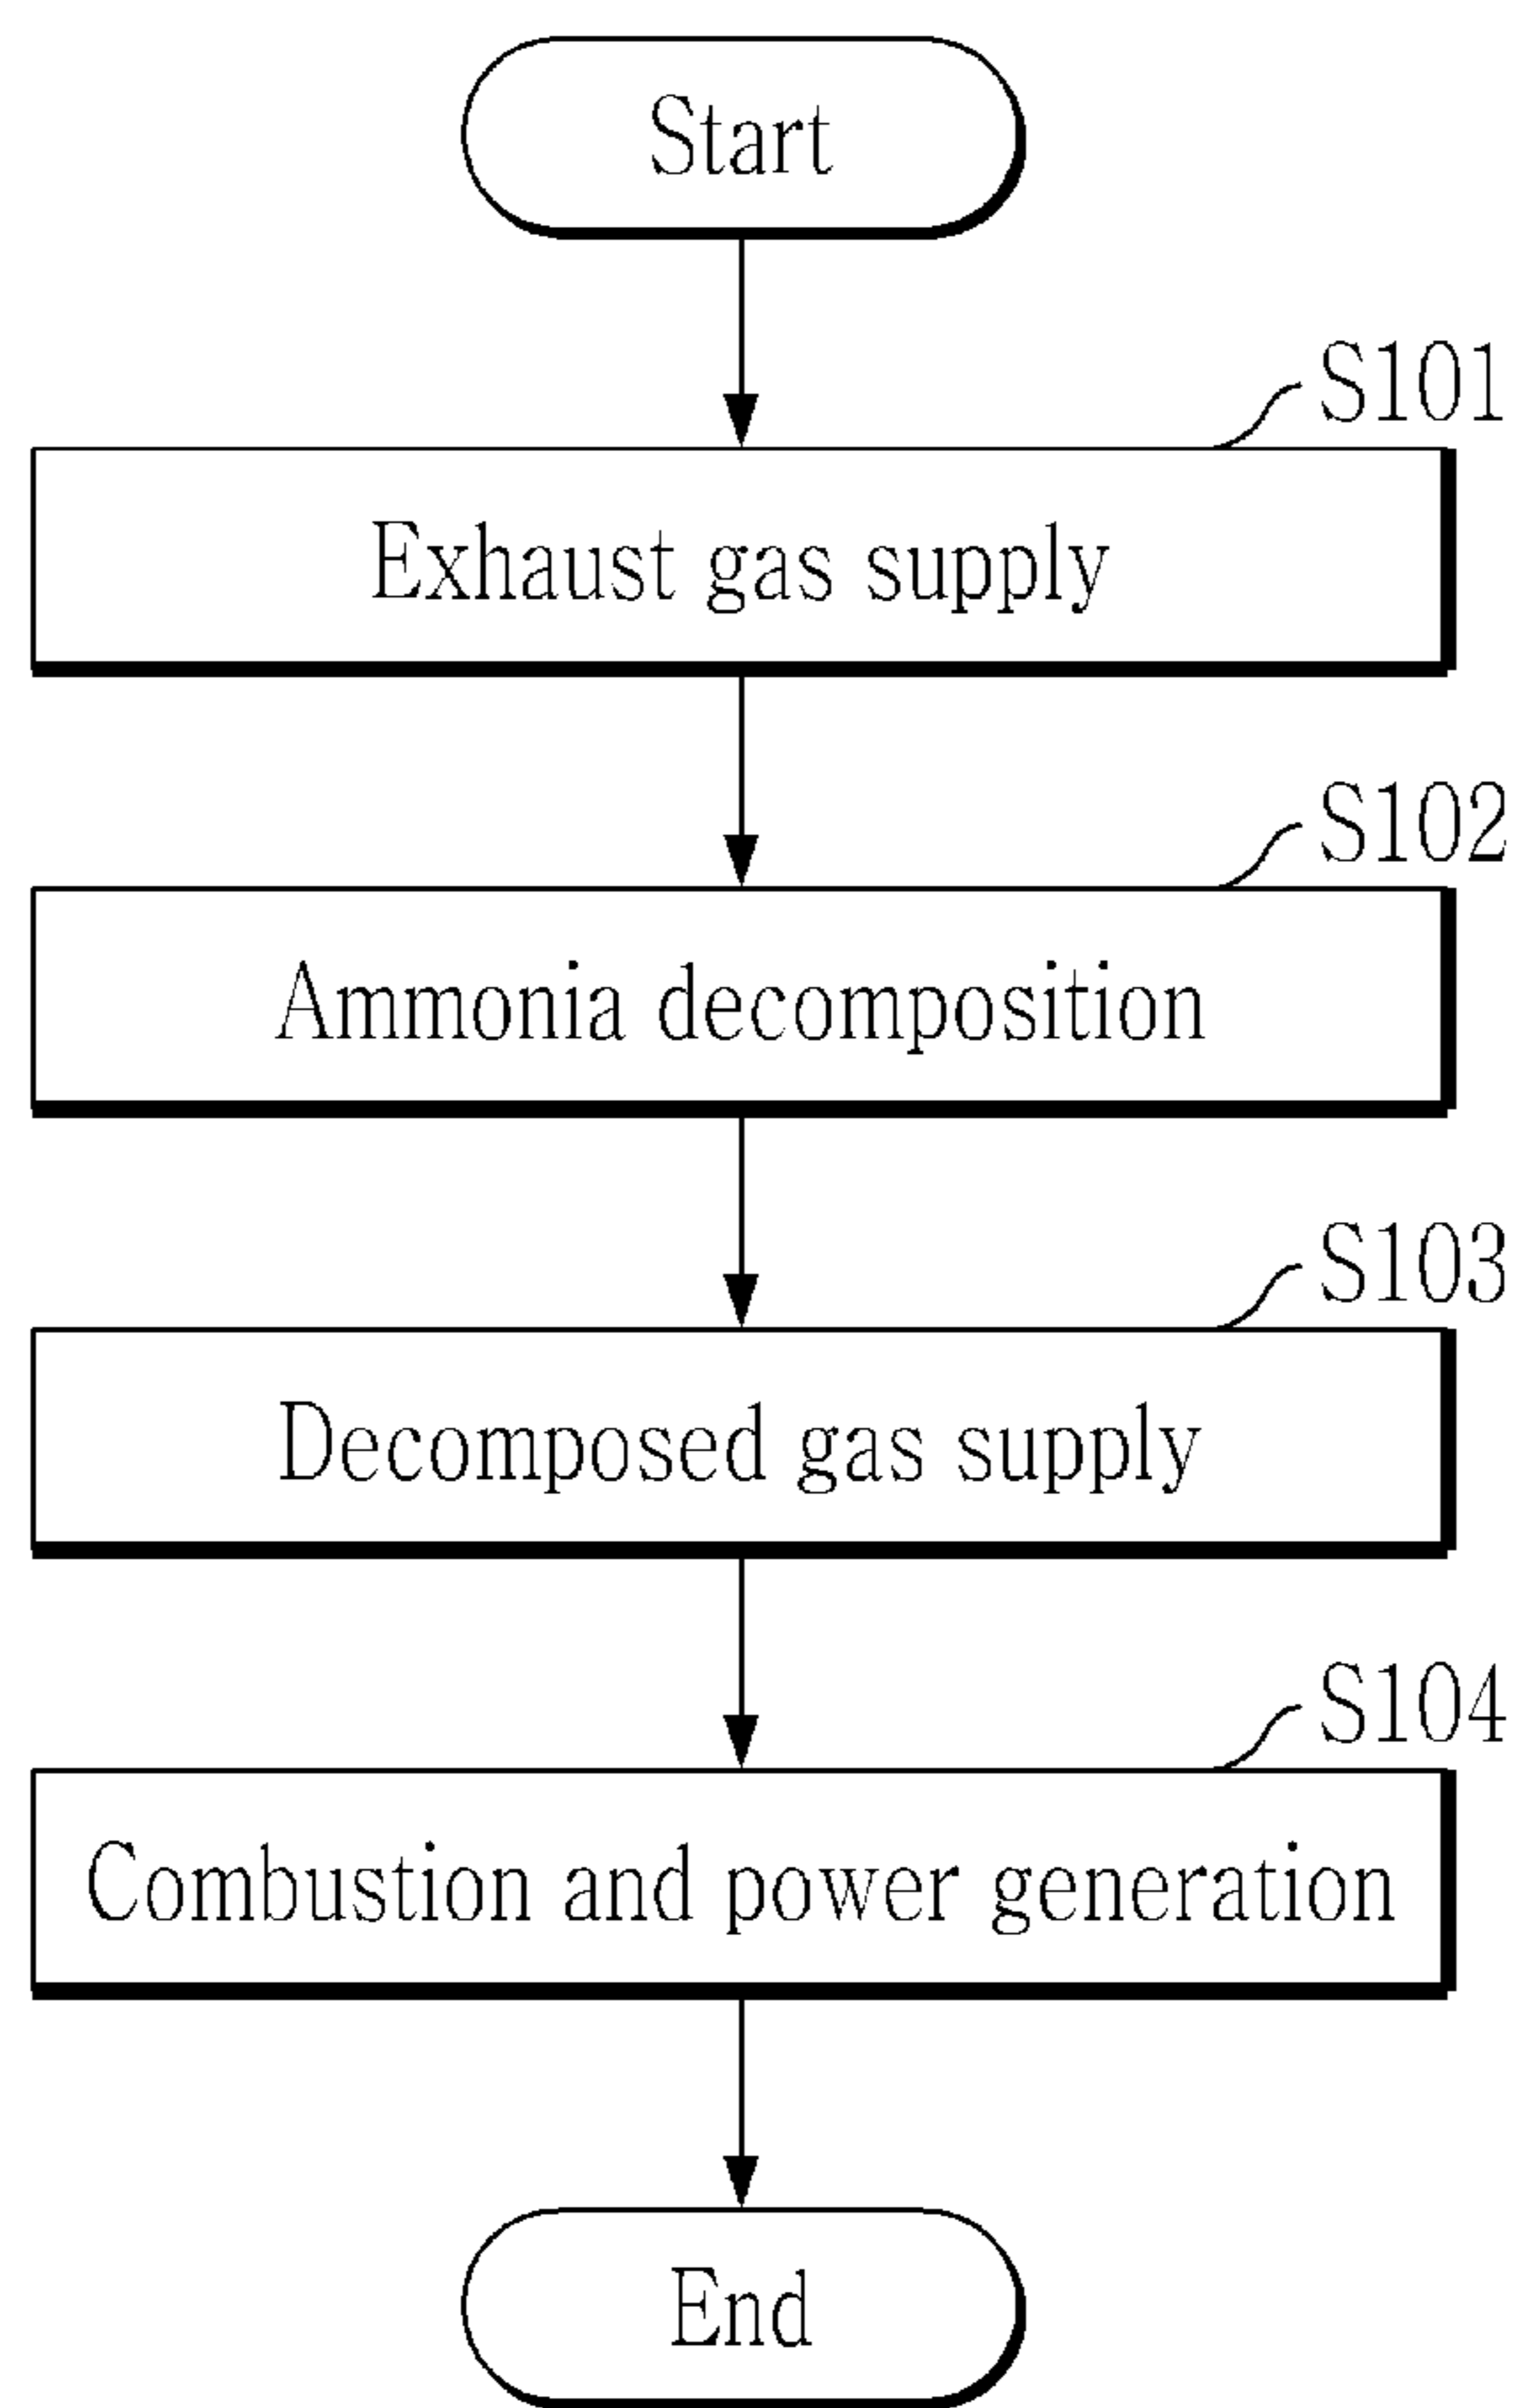 Start
S101
Exhaust gas supply
S102
Ammonia decomposition
S103
Decomposed gas supply
S104
Combustion and power generation
End